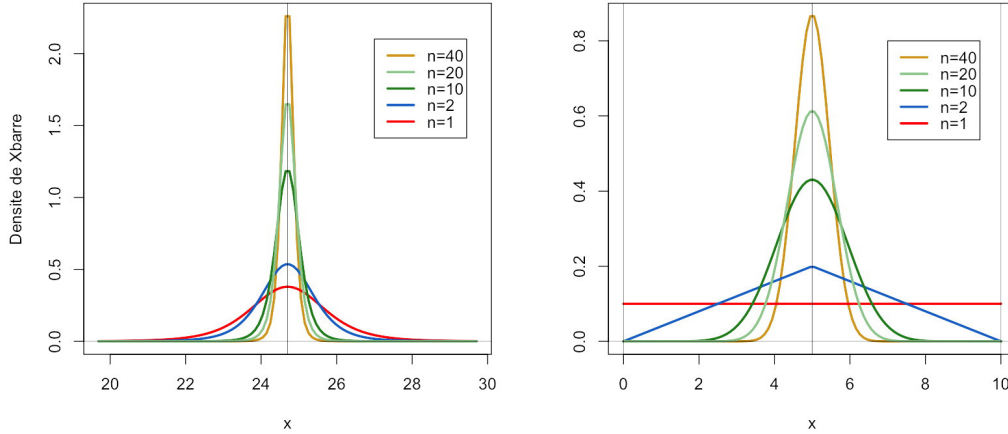 Densite de Xbarre
2.0
1.5
1.0
0.5
0.0
n=40
n=20
n=10
n=2
n=1
20 22 24 26 28 30
x
0.8
0.6
0.4
0.2
0.0
n=40
n=20
n=10
n=2
n=1
0 2 4 6 8 10
x